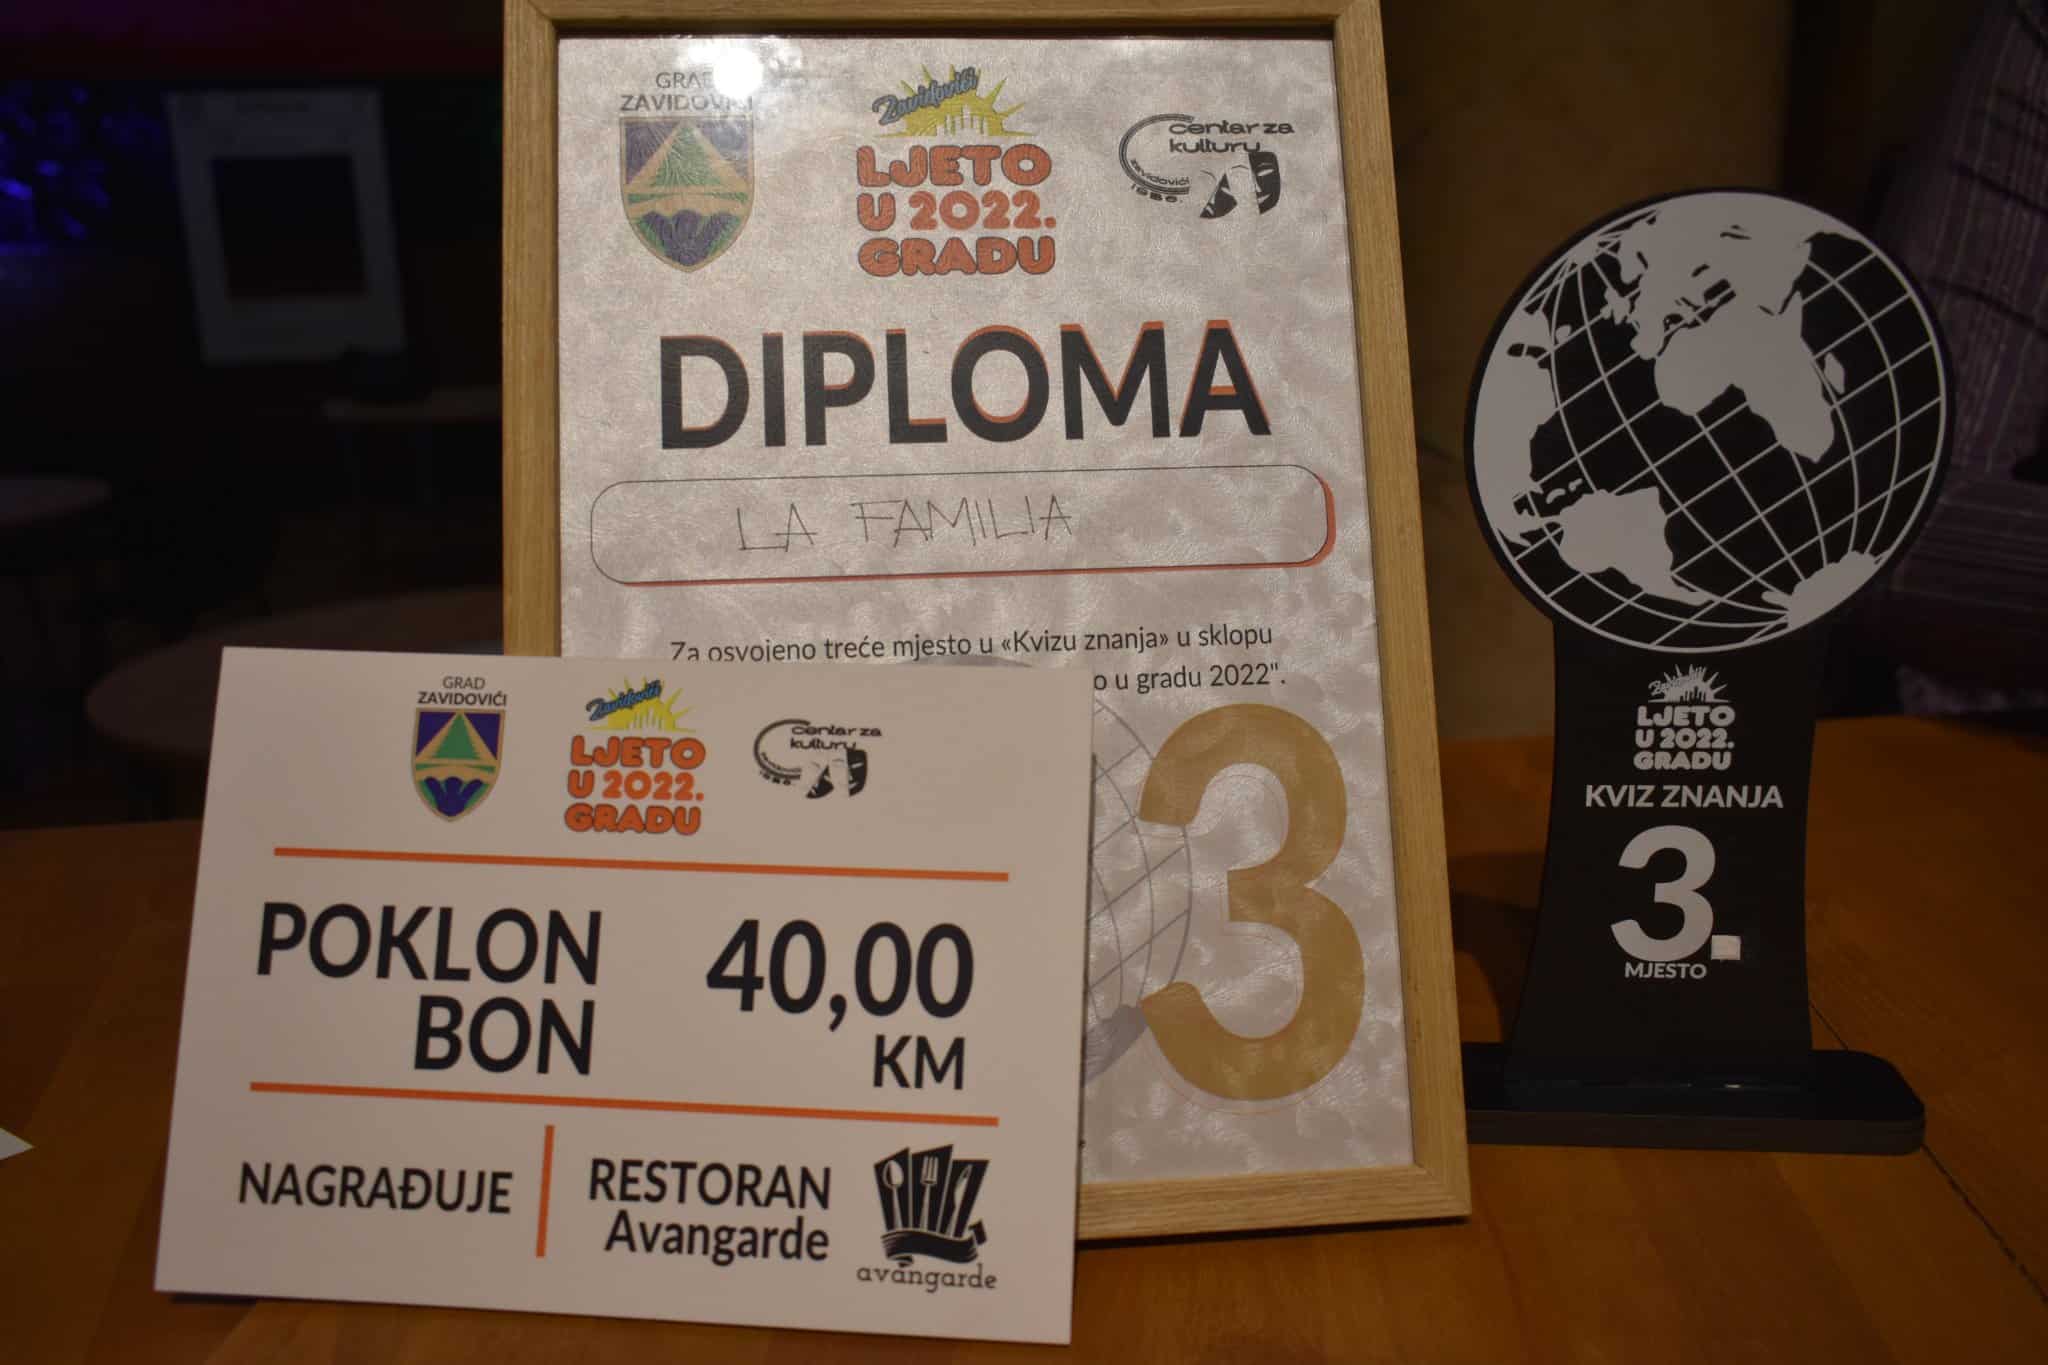 GRAD
ZAVIDOVIĆI
Zavidovići
LJETO
U 2022.
GRADU
Centar za
kulturu
zavidovići
DIPLOMA
LA FAMILIA
Za osvojeno treće mjesto u «Kvizu znanja» u sklopu
o u gradu 2022".
3
GRAD
ZAVIDOVIĆI
Zavidovići
LJETO
U 2022.
GRADU
Centar za
kulturu
POKLON
BON
40,00
KM
NAGRAĐUJE
RESTORAN
Avangarde
avangarde
Zavidovići
LJETO
U 2022.
GRADU
KVIZ ZNANJA
3.
MJESTO